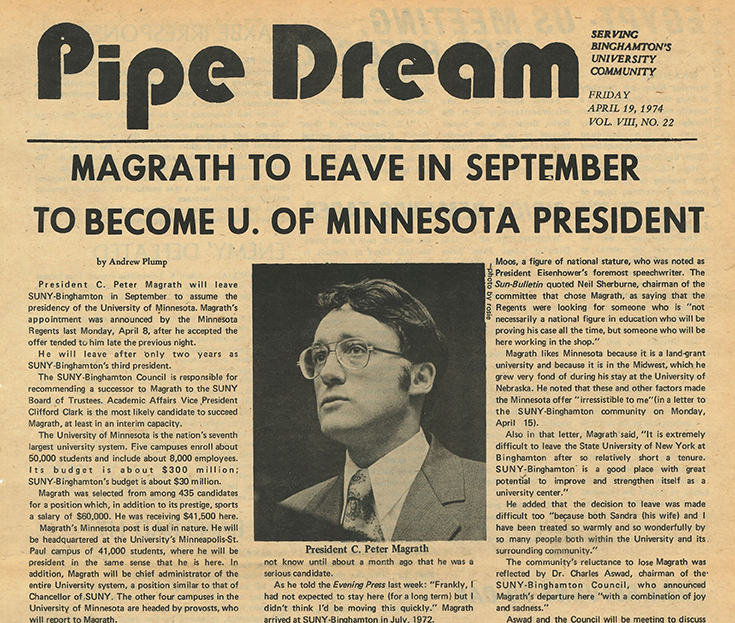 Pipe Dream
SERVING
BINGHAMTON'S
UNIVERSITY
COMMUNITY
FRIDAY
APRIL 19, 1974
VOL. VIII, NO. 22
MAGRATH TO LEAVE IN SEPTEMBER
TO BECOME U. OF MINNESOTA PRESIDENT
by Andrew Plump
President C. Peter Magrath will leave
SUNY-Binghamton in September to assume the
presidency of the University of Minnesota. Magrath's
appointment was announced by the Minnesota
Regents last Monday, April 8, after he accepted the
offer tended to him late the previous night.
He will leave after only two years as
SUNY-Binghamton's third president.
The SUNY-Binghamton Council is responsible for
recommending a successor to Magrath to the SUNY
Board of Trustees. Academic Affairs Vice President
Clifford Clark is the most likely candidate to succeed
Magrath, at least in an interim capacity.
The University of Minnesota is the nation's seventh
largest university system. Five campuses enroll about
50,000 students and include about 8,000 employees.
Its budget is about $300 million;
SUNY-Binghamton's budget is about $30 million.
Magrath was selected from among 435 candidates
for a position which, in addition to its prestige, sports
a salary of $60,000. He was receiving $41,500 here.
Magrath's Minnesota post is dual in nature. He will
be headquartered at the University's Minneapolis-St.
Paul campus of 41,000 students, where he will be
president in the same sense that he is here. In
addition, Magrath will be chief administrator of the
entire University system, a position similar to that of
Chancellor of SUNY. The other four campuses in the
University of Minnesota are headed by provosts, who
will report to Magrath.
photo by
President C. Peter Magrath
not know until about a month ago that he was a
serious candidate.
As he told the Evening Press last week: "Frankly, I
had not expected to stay here (for a long term) but I
didn't think I'd be moving this quickly." Magrath
arrived at SUNY-Binghamton in July, 1972.
Moos, a figure of national stature, who was noted as
President Eisenhower's foremost speechwriter. The
Sun-Bulletin quoted Neil Sherburne, chairman of the
committee that chose Magrath, as saying that the
Regents were looking for someone who is "not
necessarily a national figure in education who will be
proving his case all the time, but someone who will be
here working in the shop."
Magrath likes Minnesota because it is a land-grant
university and because it is in the Midwest, which he
grew very fond of during his stay at the University of
Nebraska. He noted that these and other factors made
the Minnesota offer "irresistible to me"(in a letter to
the SUNY-Binghamton community on Monday,
April 15).
Also in that letter, Magrath said, "It is extremely
difficult to leave the State University of New York at
Binghamton after so relatively short a tenure.
SUNY-Binghamton is a good place with great
potential to improve and strengthen itself as a
university center."
He added that the decision to leave was made
difficult too "because both Sandra (his wife) and I
have been treated so warmly and so wonderfully by
so many people both within the University and its
surrounding community."
The community's reluctance to lose Magrath was
reflected by Dr. Charles Aswad, chairman of the
SUNY-Binghamton Council, who announced
Magrath's departure here "with a combination of joy
and sadness."
Aswad and the Council will be meeting to discuss